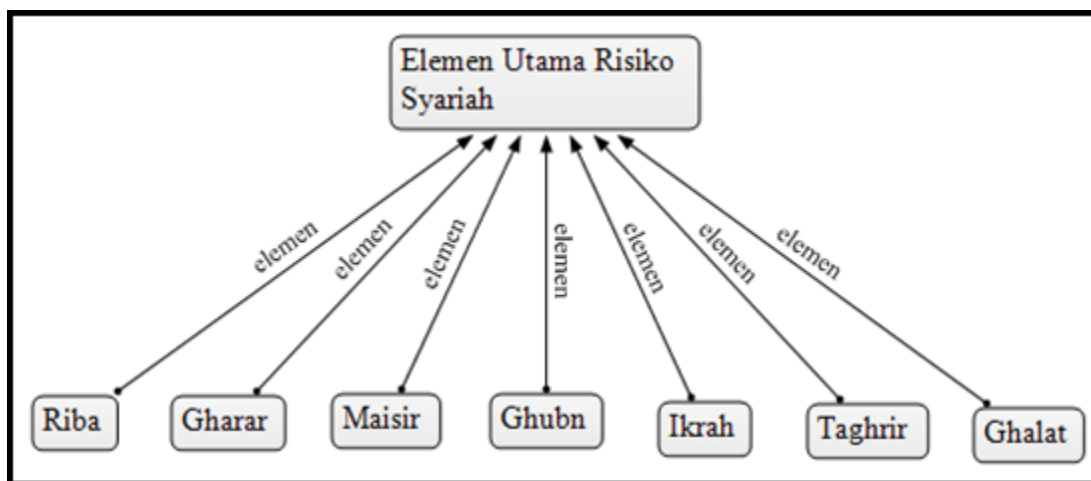 Elemen Utama Risiko
Syariah
elemen
elemen
elemen
elemen
elemen
elemen
elemen
Riba
Gharar
Maisir
Ghubn
Ikrah
Taghrir
Ghalat